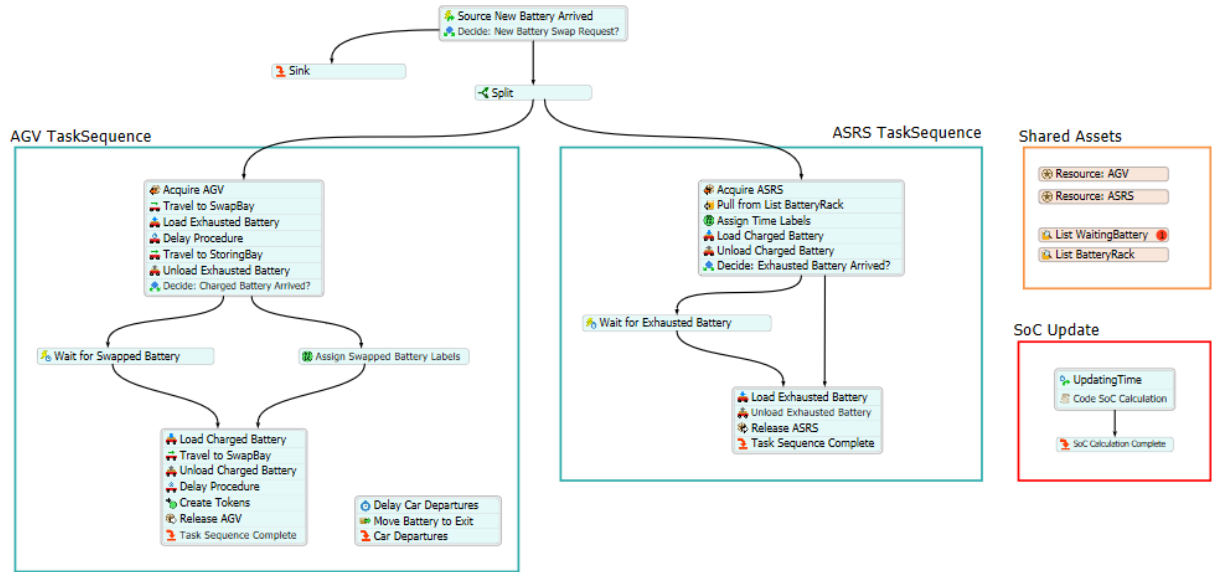 Source New Battery Arrived
Decide: New Battery Swap Request?
Sink
Split
AGV TaskSequence
Acquire AGV
Travel to SwapBay
Load Exhausted Battery
Delay Procedure
Travel to StoringBay
Unload Exhausted Battery
Decide: Charged Battery Arrived?
Wait for Swapped Battery
Assign Swapped Battery Labels
Load Charged Battery
Travel to SwapBay
Unload Charged Battery
Delay Procedure
Create Tokens
Release AGV
Task Sequence Complete
Delay Car Departures
Move Battery to Exit
Car Departures
ASRS TaskSequence
Acquire ASRS
Pull from List BatteryRack
Assign Time Labels
Load Charged Battery
Unload Charged Battery
Decide: Exhausted Battery Arrived?
Wait for Exhausted Battery
Load Exhausted Battery
Unload Exhausted Battery
Release ASRS
Task Sequence Complete
Shared Assets
Resource: AGV
Resource: ASRS
List WaitingBattery
List BatteryRack
SoC Update
UpdatingTime
Code SoC Calculation
SoC Calculation Complete